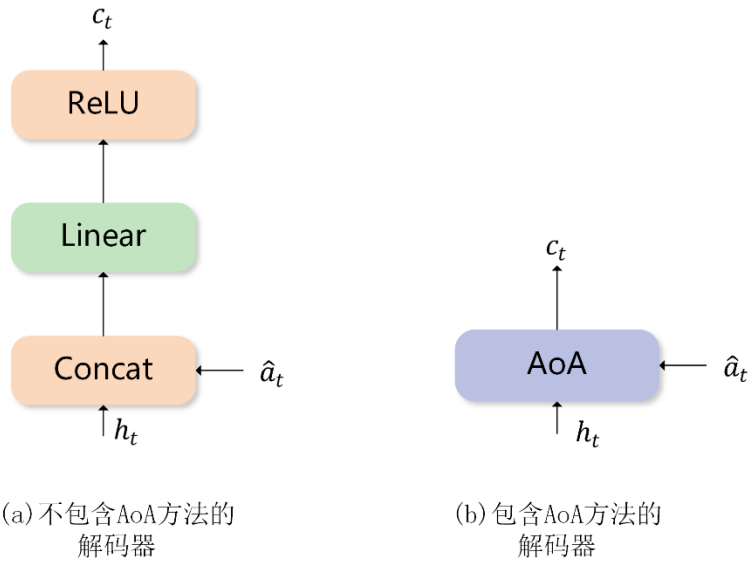 c_t
ReLU
Linear
Concat
â_t
h_t
(a)不包含AoA方法的
解码器
c_t
AoA
â_t
h_t
(b)包含AoA方法的
解码器